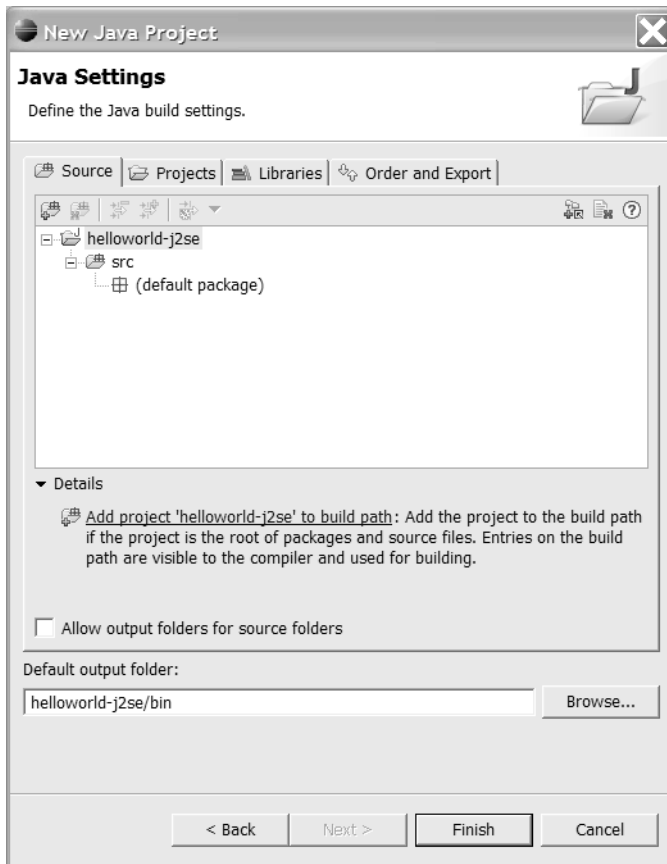 New Java Project
Java Settings
Define the Java build settings.
Source Projects Libraries Order and Export
helloworld-j2se
src
(default package)
Details
Add project 'helloworld-j2se' to build path: Add the project to the build path
if the project is the root of packages and source files. Entries on the build
path are visible to the compiler and used for building.
Allow output folders for source folders
Default output folder:
helloworld-j2se/bin Browse...
< Back Next > Finish Cancel